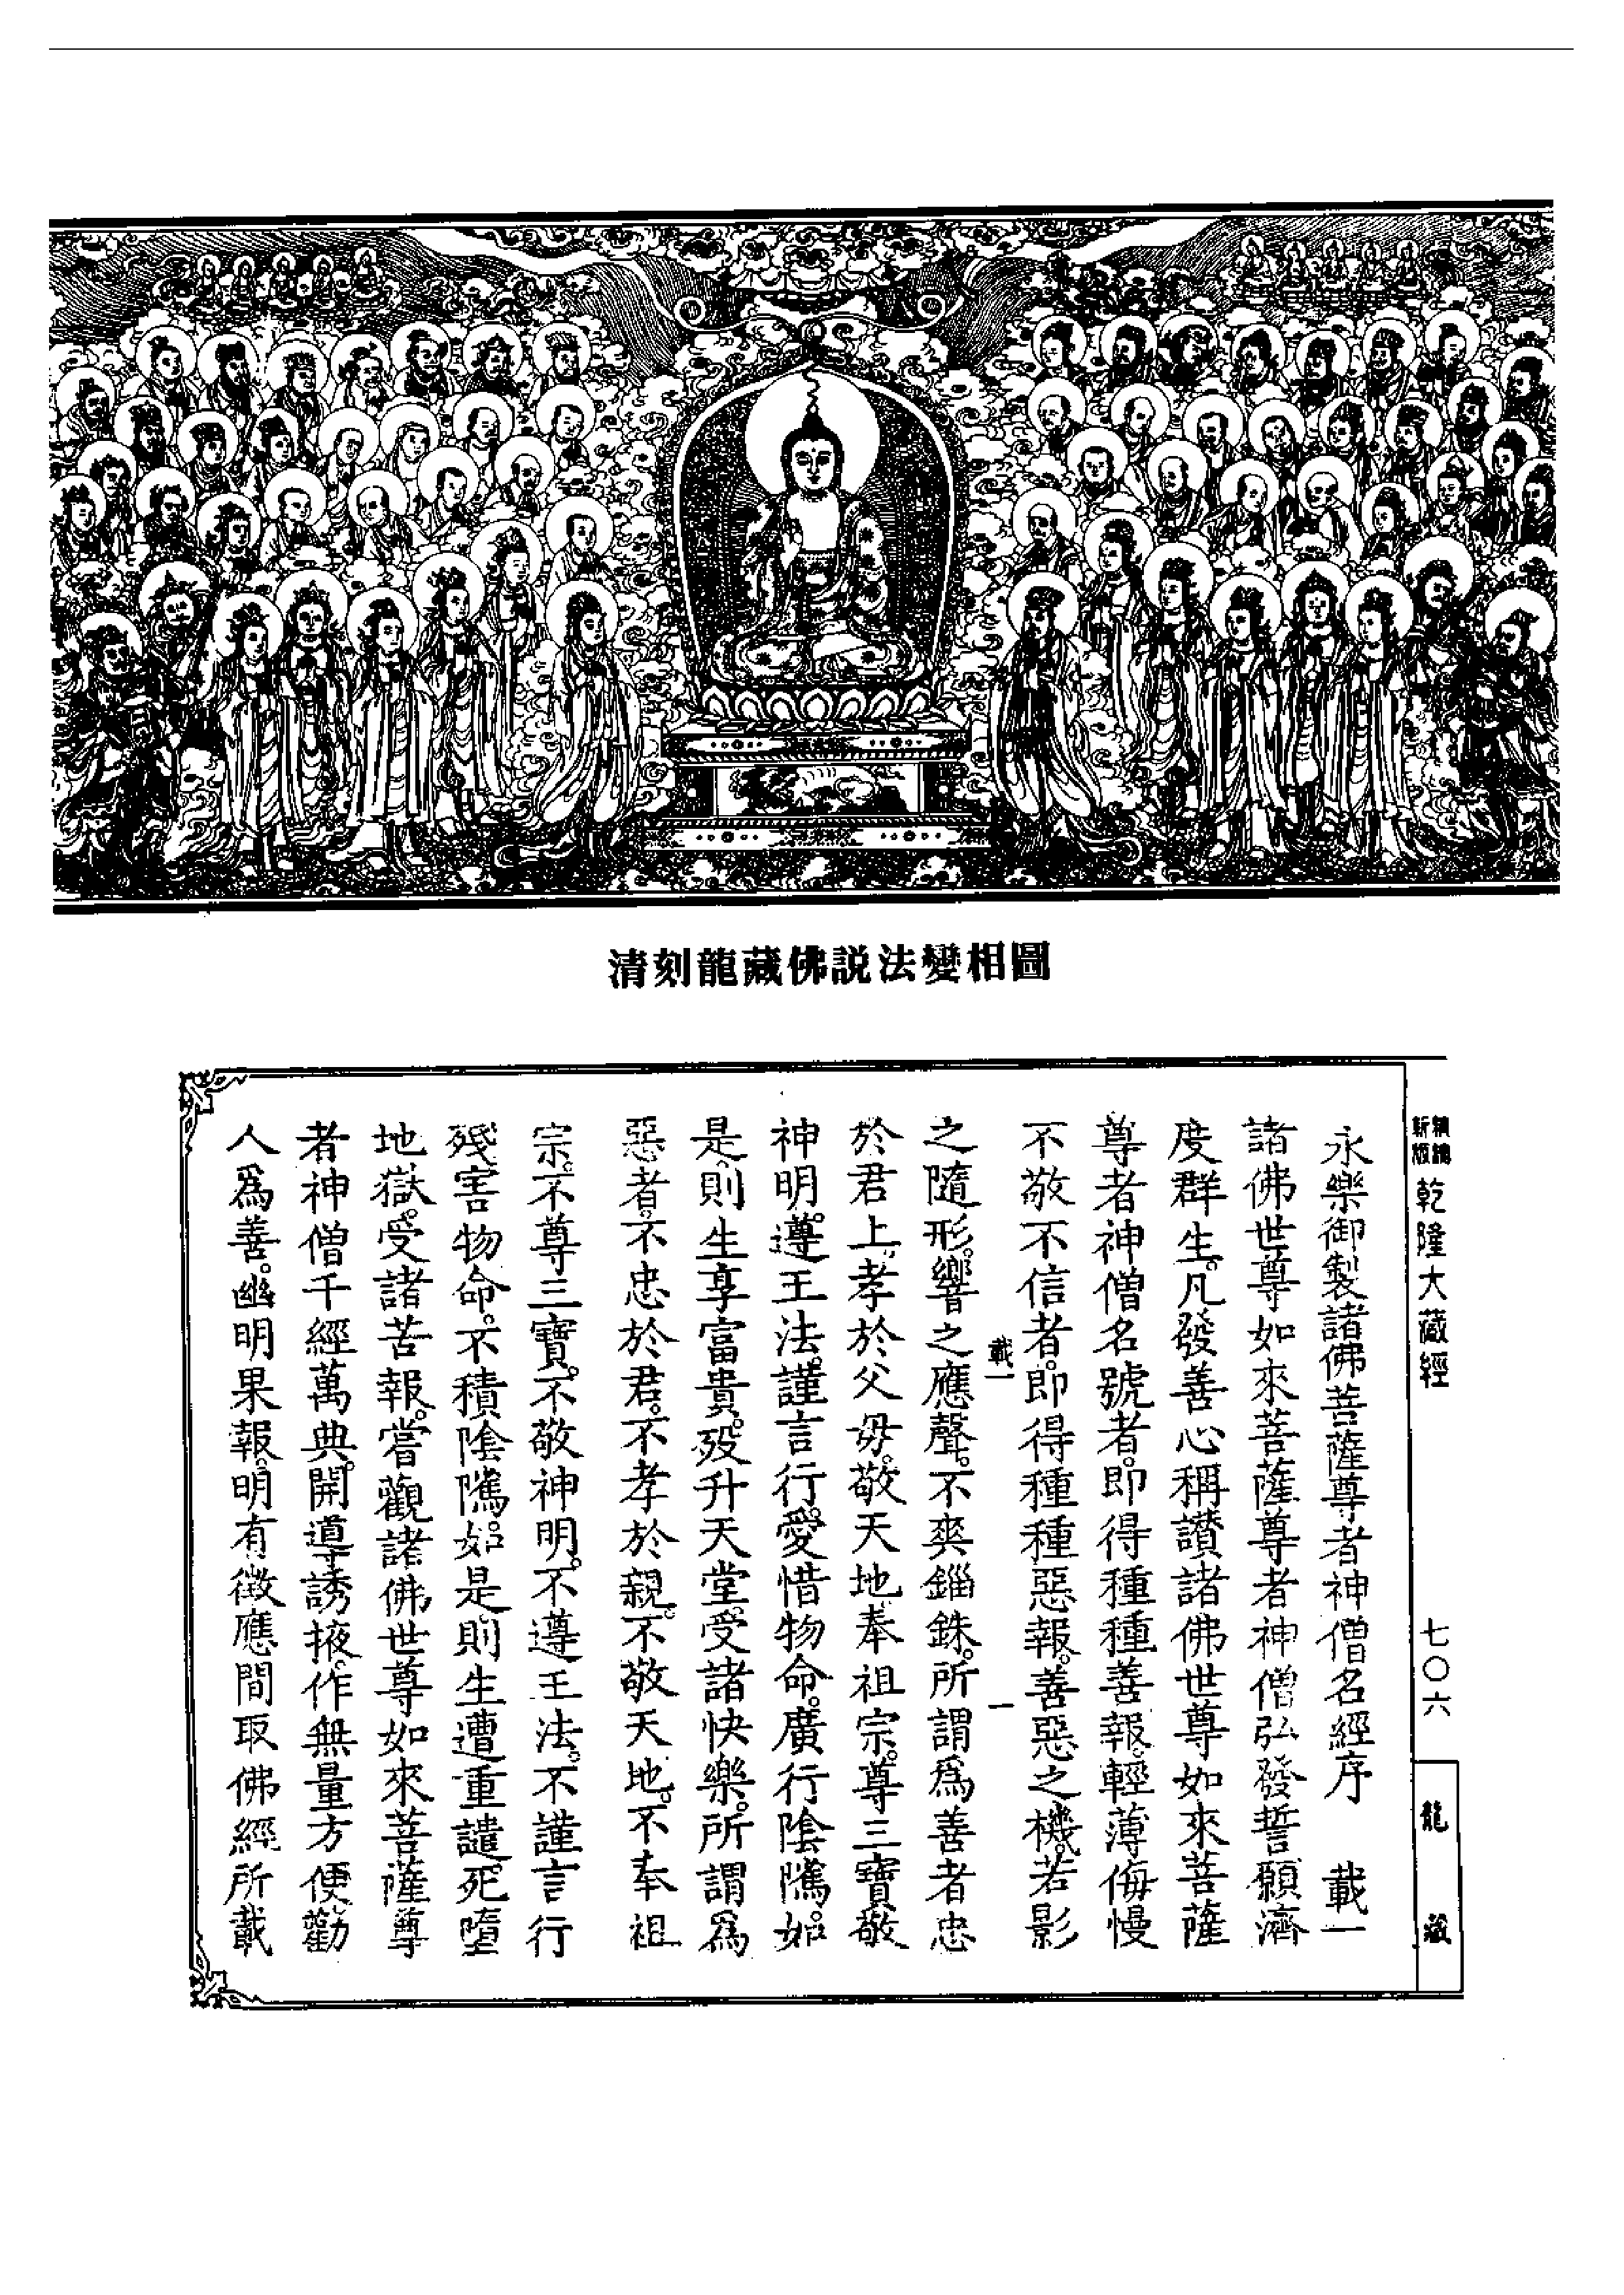 清刻龍藏佛説法變相圖
新編縮版 乾隆大藏經
七〇六
龍藏
永樂御製諸佛菩薩尊者神僧名經序 載一
諸佛世尊如來菩薩尊者神僧弘發誓願濟
度群生。凡發善心稱讚諸佛世尊如來菩薩
尊者神僧名號者。即得種種善報。輕薄侮慢
不敬不信者。即得種種惡報。善惡之機。若影
載一 一
之隨形。響之應聲。不爽錙銖。所謂為善者忠
於君上。孝於父母。敬天地。奉祖宗。尊三寶。敬
神明。遵王法。謹言行。愛惜物命。廣行陰隲。如
是。則生享富貴。歿升天堂。受諸快樂。所謂為
惡者。不忠於君。不孝於親。不敬天地。不奉祖
宗。不尊三寶。不敬神明。不遵王法。不謹言行
殘害物命。不積陰隲。如是。則生遭重譴。死墮
地獄。受諸苦報。嘗觀諸佛世尊如來菩薩尊
者神僧千經萬典。開導誘掖。作無量方便勸
人爲善。幽明果報。明有徵應。間取佛經所載